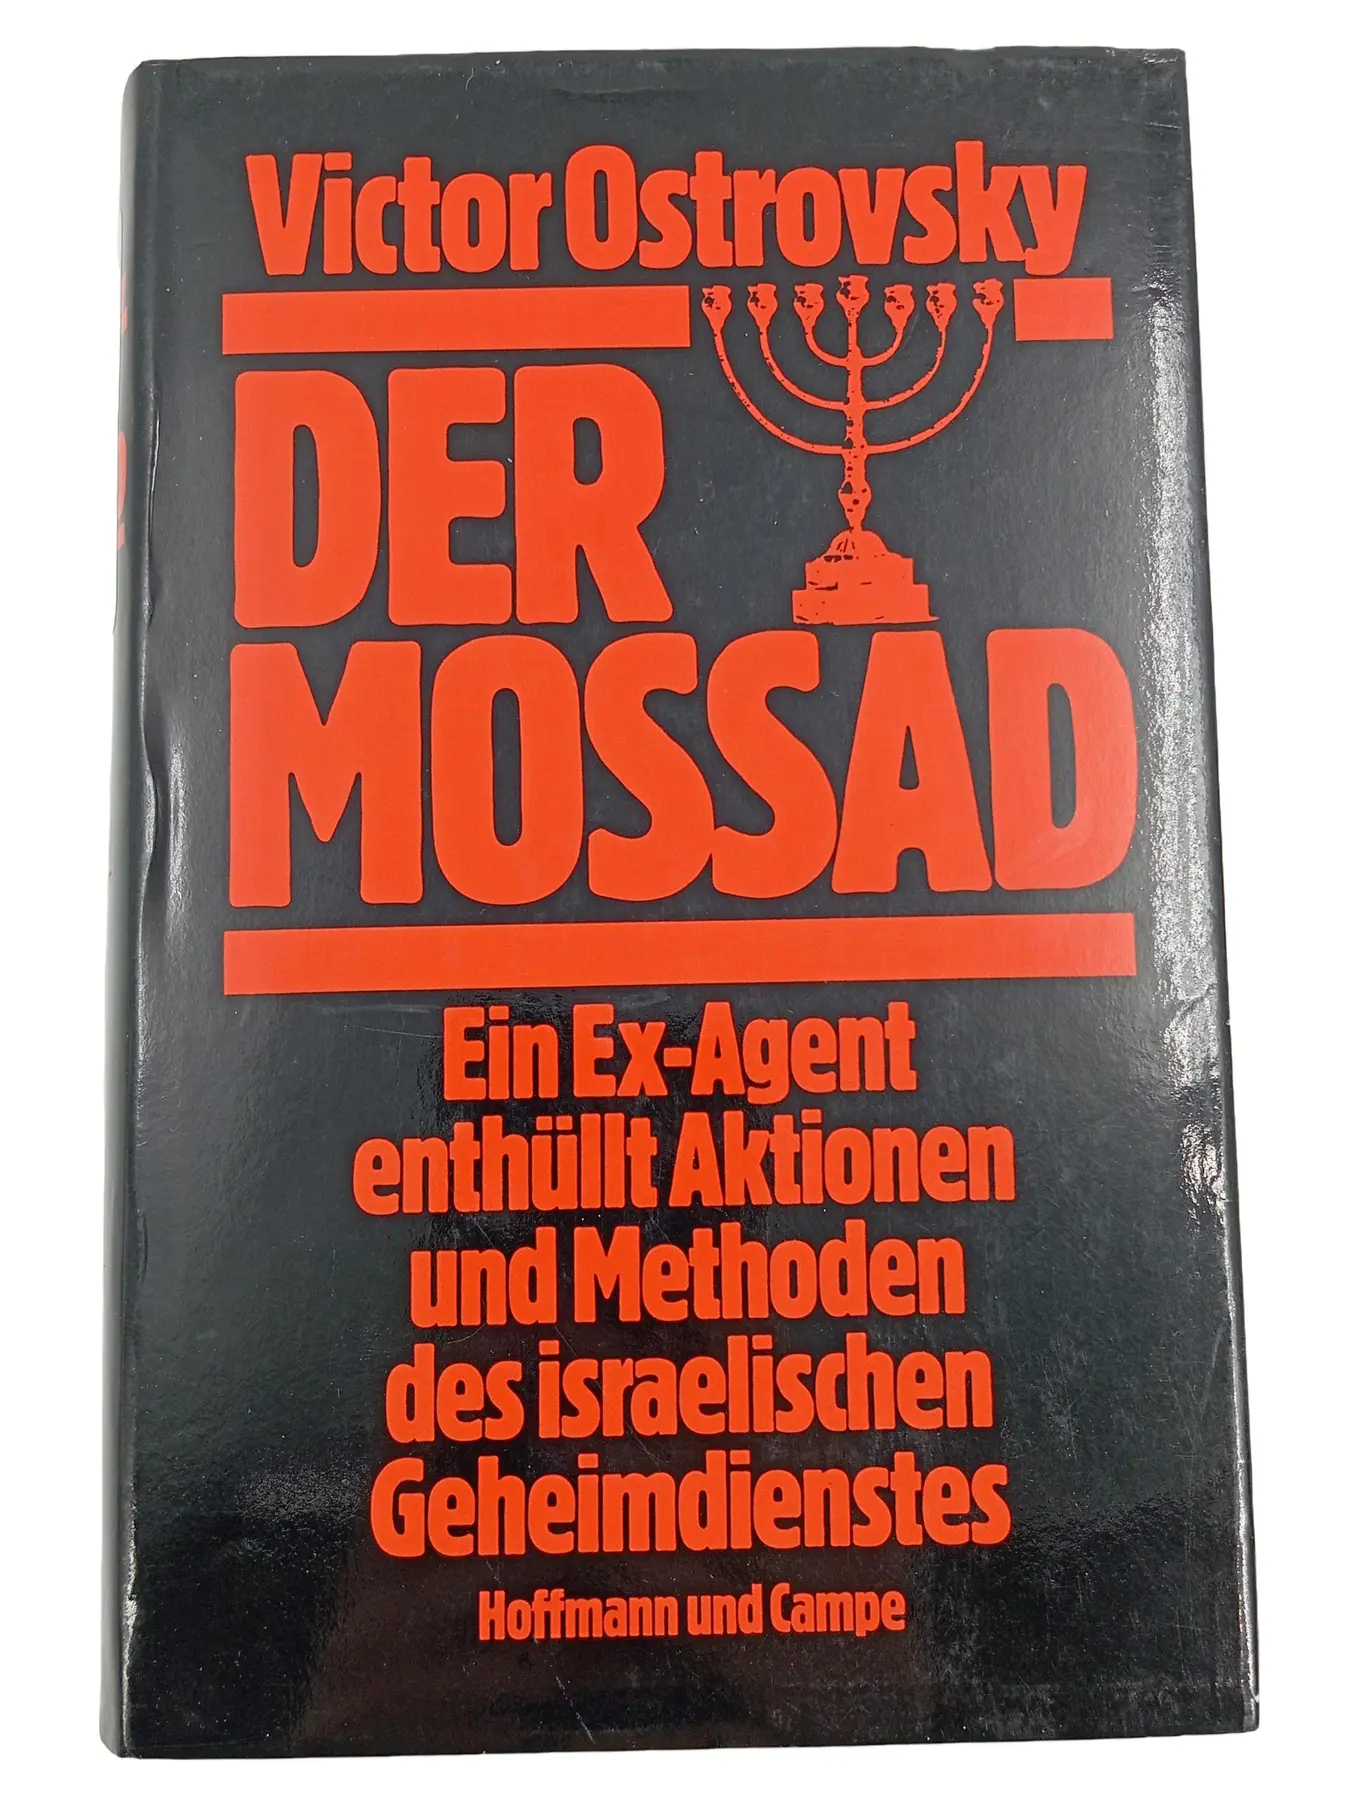 Victor Ostrovsky
DER
MOSSAD
Ein Ex-Agent
enthüllt Aktionen
und Methoden
des israelischen
Geheimdienstes
Hoffmann und Campe